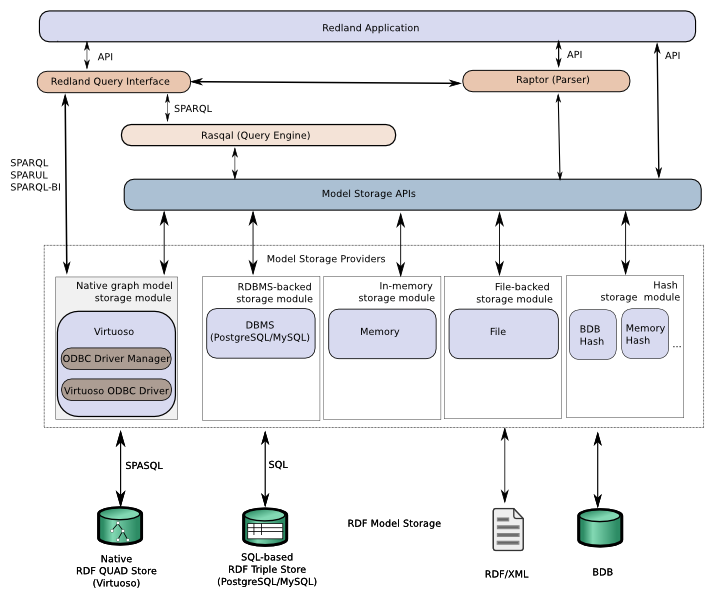 Redland Application
API
API
API
Redland Query Interface
Raptor (Parser)
SPARQL
Rasqal (Query Engine)
SPARQL
SPARUL
SPARQL-BI
Model Storage APIs
Model Storage Providers
Native graph model
storage module
Virtuoso
ODBC Driver Manager
Virtuoso ODBC Driver
RDBMS-backed
storage module
DBMS
(PostgreSQL/MySQL)
In-memory
storage module
Memory
File-backed
storage module
File
Hash
storage module
BDB
Hash
Memory
Hash
...
SPASQL
SQL
RDF Model Storage
Native
RDF QUAD Store
(Virtuoso)
SQL-based
RDF Triple Store
(PostgreSQL/MySQL)
RDF/XML
BDB